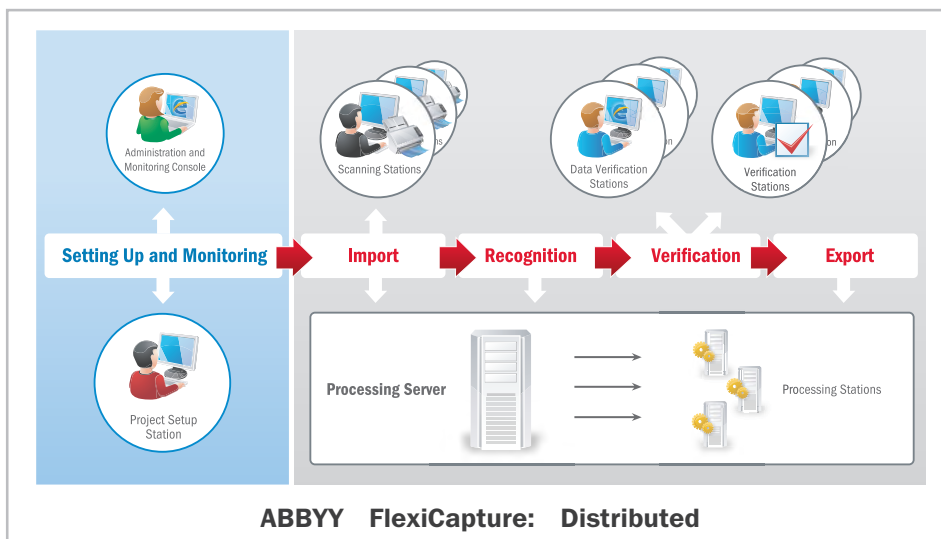 Administration and
Monitoring Console
Scanning Stations
Data Verification
Stations
Verification
Stations
Setting Up and Monitoring
Import
Recognition
Verification
Export
Project Setup
Station
Processing Server
Processing Stations
ABBYY FlexiCapture: Distributed